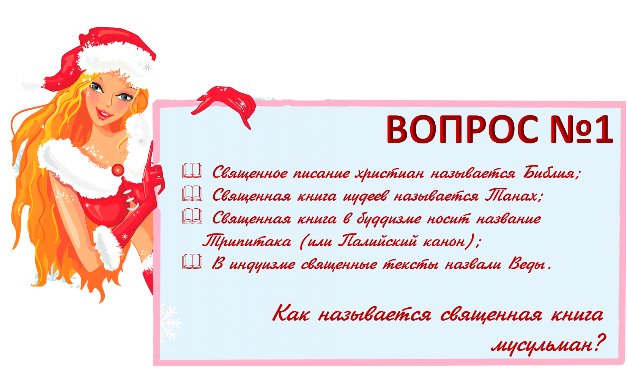 ВОПРОС №1
Священное писание христиан называется Библия;
Священная книга иудеев называется Танах;
Священная книга в буддизме носит название
Трипитака (или Палийский канон);
В индуизме священные тексты назвали Веды.
Как называется священная книга
мусульман?